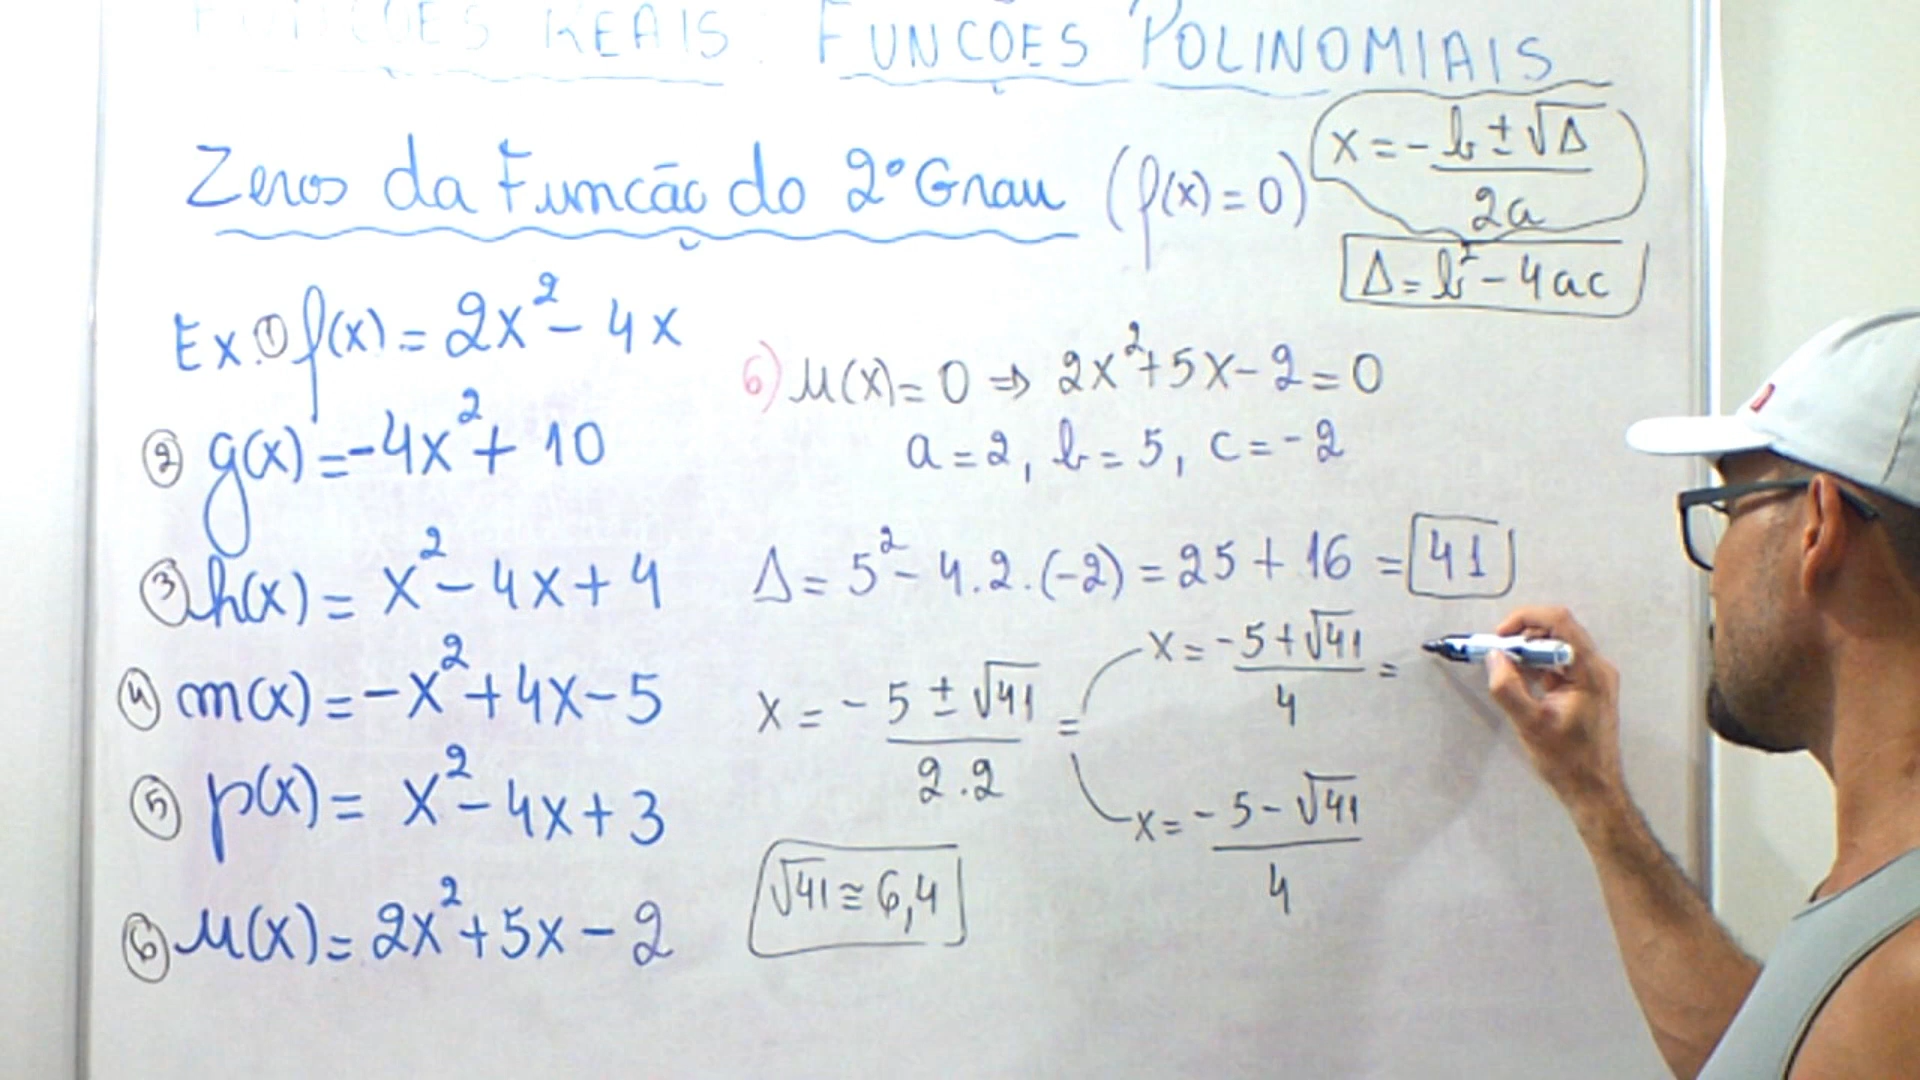 FUNÇÕES REAIS: FUNÇÕES POLINOMIAIS
Zeros da Função do 2º Grau (f(x) = 0)
x = -b ± √Δ / 2a
Δ = b² - 4ac
Ex. ① f(x) = 2x² - 4x
② g(x) = -4x² + 10
③ h(x) = x² - 4x + 4
④ m(x) = -x² + 4x - 5
⑤ p(x) = x² - 4x + 3
⑥ µ(x) = 2x² + 5x - 2
6) µ(x) = 0 ⇒ 2x² + 5x - 2 = 0
a = 2, b = 5, c = -2
Δ = 5² - 4.2.(-2) = 25 + 16 = 41
x = -5 ± √41 / 2.2 =
x = -5 + √41 / 4 =
x = -5 - √41 / 4
√41 ≅ 6,4